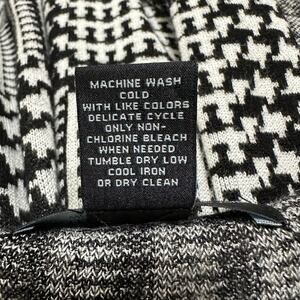 MACHINE WASH
COLD
WITH LIKE COLORS
DELICATE CYCLE
ONLY NON-
CHLORINE BLEACH
WHEN NEEDED
TUMBLE DRY LOW
COOL IRON
OR DRY CLEAN